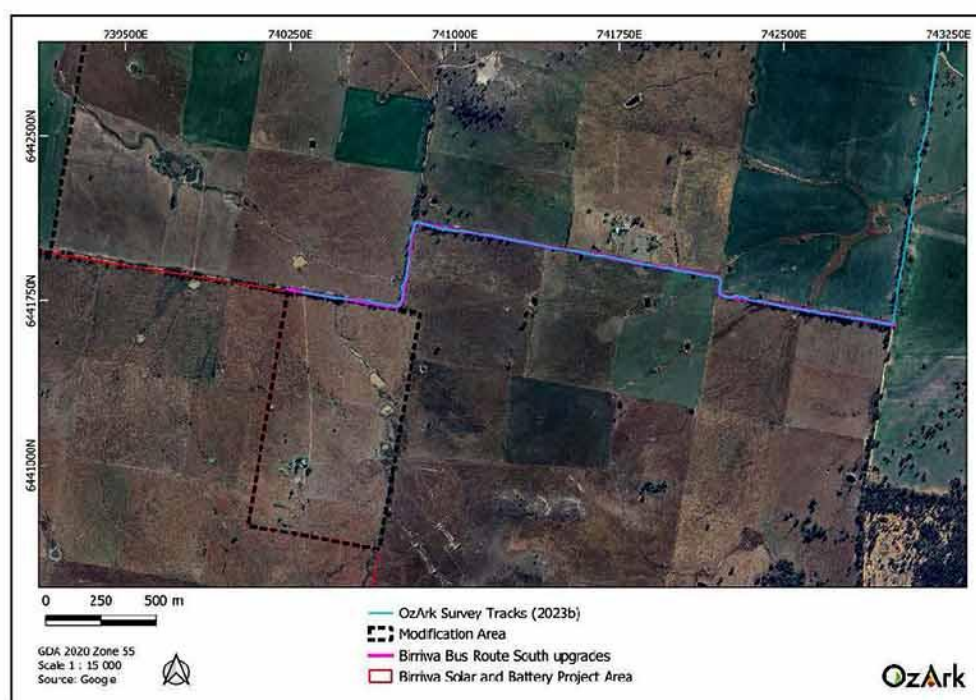 739500E 740250E 741000E 741750E 742500E 743250E
6442500N
6441750N
6441000N
0 250 500 m
GDA 2020 Zone 55
Scale 1 : 15 000
Source: Google
OzArk Survey Tracks (2023b)
Modification Area
Birriwa Bus Route South upgrades
Birriwa Solar and Battery Project Area
OzArk